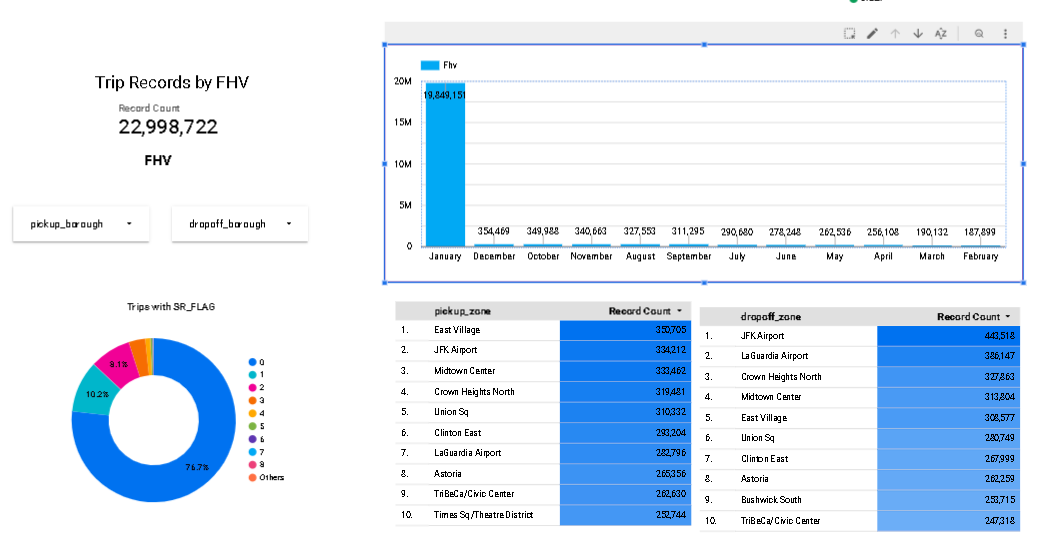 Trip Records by FHV
Record Count
22,998,722
FHV
pickup_borough
dropoff_borough
Trips with SR_FLAG
8.1%
10.2%
76.7%
0
1
2
3
4
5
6
7
8
Others
Fhv
20M
15M
10M
5M
0
19,849,151
354,469
349,988
340,663
327,553
311,295
290,680
278,248
262,536
256,108
190,132
187,899
January
December
October
November
August
September
July
June
May
April
March
February
pickup_zone Record Count
1. East Village 350,705
2. JFK Airport 334,212
3. Midtown Center 333,462
4. Crown Heights North 319,481
5. Union Sq 310,332
6. Clinton East 293,204
7. LaGuardia Airport 282,796
8. Astoria 265,356
9. TriBeCa/Civic Center 262,630
10. Times Sq/Theatre District 252,744
dropoff_zone Record Count
1. JFK Airport 443,518
2. LaGuardia Airport 386,147
3. Crown Heights North 327,863
4. Midtown Center 313,804
5. East Village 308,577
6. Union Sq 280,749
7. Clinton East 267,999
8. Astoria 262,259
9. Bushwick South 253,715
10. TriBeCa/Civic Center 247,318